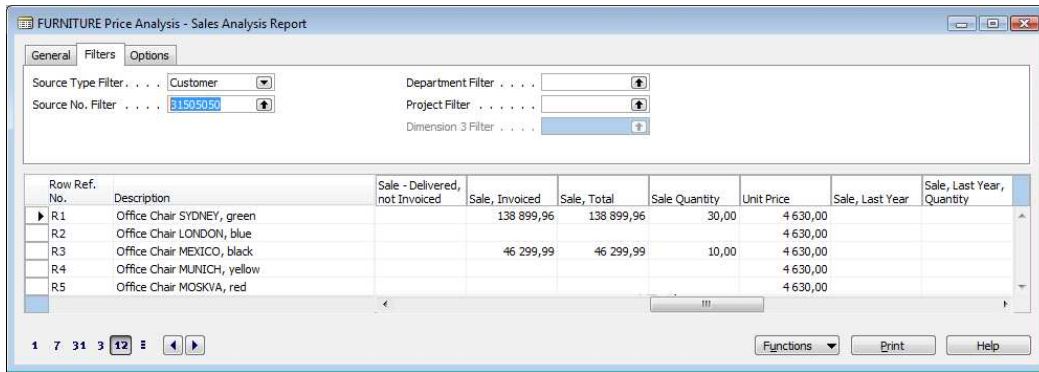 FURNITURE Price Analysis - Sales Analysis Report
General Filters Options
Source Type Filter. . . . Customer
Department Filter . . . .
Source No. Filter . . . . 31505050
Project Filter . . . . . .
Dimension 3 Filter . . . .
Row Ref. No. Description Sale - Delivered, not Invoiced Sale, Invoiced Sale, Total Sale Quantity Unit Price Sale, Last Year Sale, Last Year, Quantity
R1 Office Chair SYDNEY, green 138 899,96 138 899,96 30,00 4 630,00
R2 Office Chair LONDON, blue 4 630,00
R3 Office Chair MEXICO, black 46 299,99 46 299,99 10,00 4 630,00
R4 Office Chair MUNICH, yellow 4 630,00
R5 Office Chair MOSKVA, red 4 630,00
1 7 31 3 12 Functions Print Help